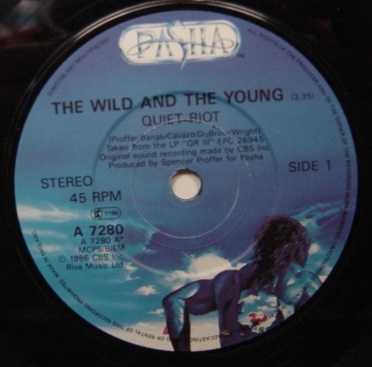 PASHA
THE WILD AND THE YOUNG (3.35)
QUIET RIOT
(Proffer/Banali/Cavazo/DuBrow/Wright)
Taken from the LP "QR III" EPC 26945
Original sound recording made by CBS Inc.
Produced by Spencer Proffer for Pasha
STEREO
SIDE 1
45 RPM
A 7280
A 7280 A*
MCPS/BIEM
℗ 1986 CBS Inc
Riva Music Ltd